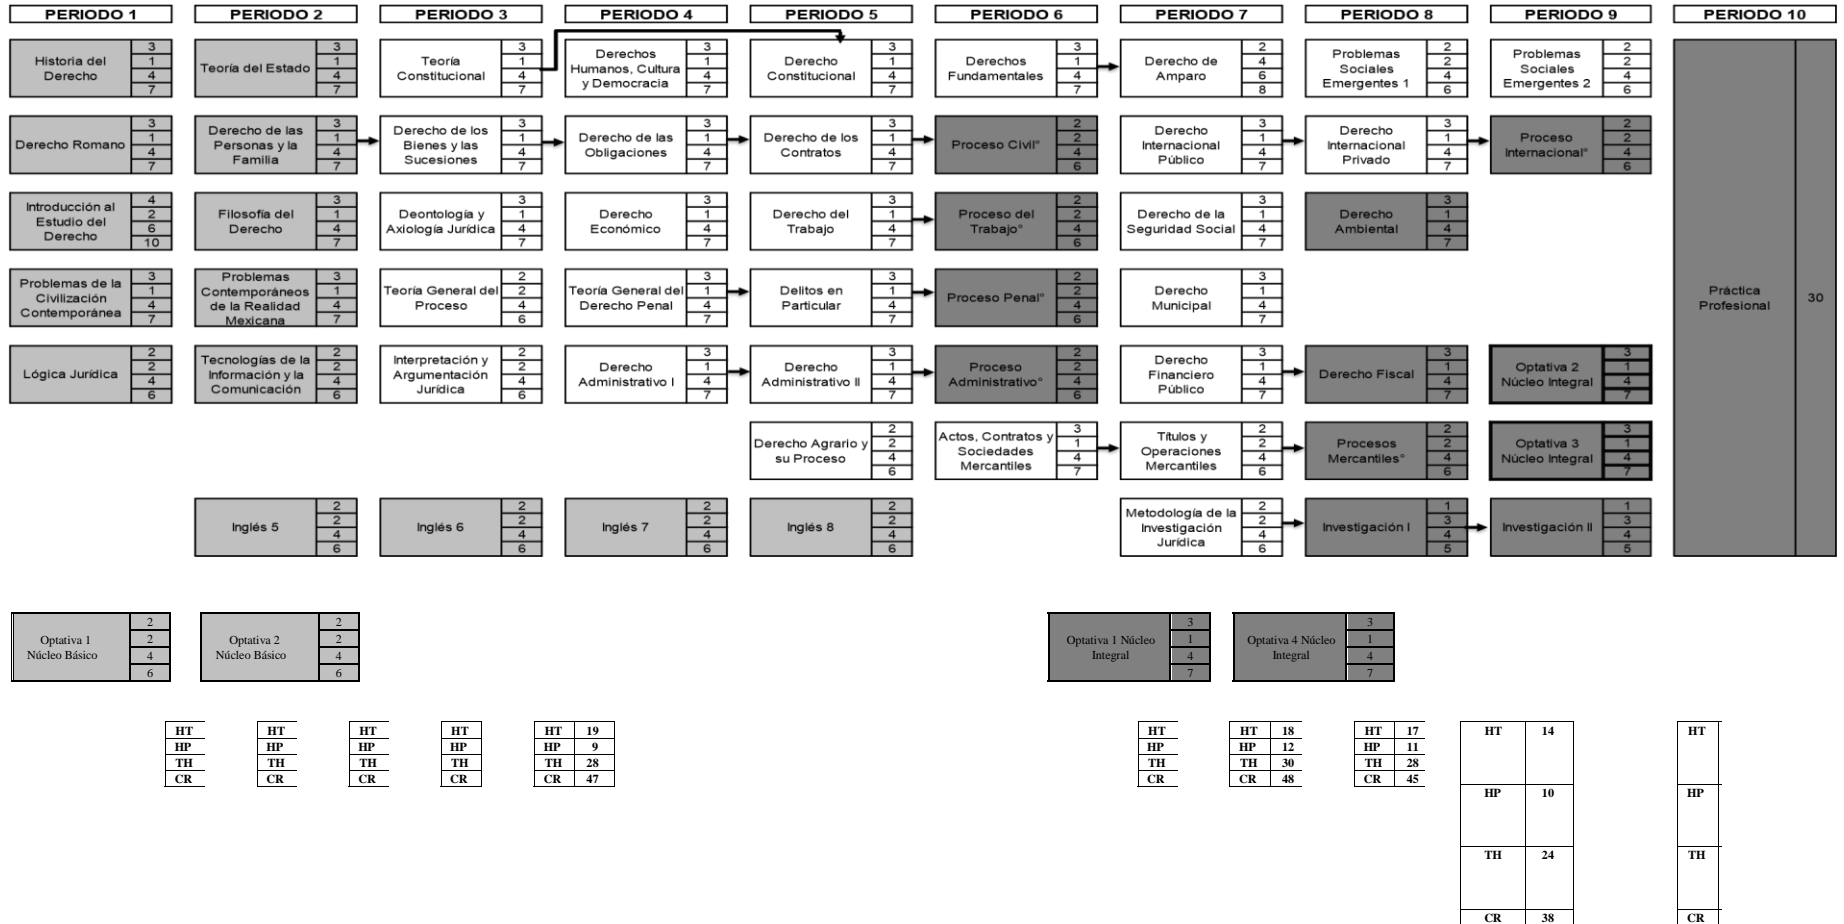 PERIODO 1 PERIODO 2 PERIODO 3 PERIODO 4 PERIODO 5 PERIODO 6 PERIODO 7 PERIODO 8 PERIODO 9 PERIODO 10
Historia del
Derecho
3
1
4
7
Teoría del Estado
3
1
4
7
Teoría
Constitucional
3
1
4
7
Derechos
Humanos, Cultura
y Democracia
3
1
4
7
Derecho
Constitucional
3
1
4
7
Derechos
Fundamentales
3
1
4
7
Derecho de
Amparo
2
4
6
8
Problemas
Sociales
Emergentes 1
2
2
4
6
Problemas
Sociales
Emergentes 2
2
2
4
6
Derecho Romano
3
1
4
7
Derecho de las
Personas y la
Familia
3
1
4
7
Derecho de los
Bienes y las
Sucesiones
3
1
4
7
Derecho de las
Obligaciones
3
1
4
7
Derecho de los
Contratos
3
1
4
7
Proceso Civil°
2
2
4
6
Derecho
Internacional
Público
3
1
4
7
Derecho
Internacional
Privado
3
1
4
7
Proceso
Internacional°
2
2
4
6
Introducción al
Estudio del
Derecho
4
2
6
10
Filosofía del
Derecho
3
1
4
7
Deontología y
Axiología Jurídica
3
1
4
7
Derecho
Económico
3
1
4
7
Derecho del
Trabajo
3
1
4
7
Proceso del
Trabajo°
2
2
4
6
Derecho de la
Seguridad Social
3
1
4
7
Derecho
Ambiental
3
1
4
7
Problemas de la
Civilización
Contemporánea
3
1
4
7
Problemas
Contemporáneos
de la Realidad
Mexicana
3
1
4
7
Teoría General del
Proceso
2
2
4
6
Teoría General del
Derecho Penal
3
1
4
7
Delitos en
Particular
3
1
4
7
Proceso Penal°
2
2
4
6
Derecho
Municipal
3
1
4
7
Práctica
Profesional
30
Lógica Jurídica
2
2
4
6
Tecnologías de la
Información y la
Comunicación
2
2
4
6
Interpretación y
Argumentación
Jurídica
2
2
4
6
Derecho
Administrativo I
3
1
4
7
Derecho
Administrativo II
3
1
4
7
Proceso
Administrativo°
2
2
4
6
Derecho
Financiero
Público
3
1
4
7
Derecho Fiscal
3
1
4
7
Optativa 2
Núcleo Integral
3
1
4
7
Derecho Agrario y
su Proceso
2
2
4
6
Actos, Contratos y
Sociedades
Mercantiles
3
1
4
7
Títulos y
Operaciones
Mercantiles
2
2
4
6
Procesos
Mercantiles°
2
2
4
6
Optativa 3
Núcleo Integral
3
1
4
7
Inglés 5
2
2
4
6
Inglés 6
2
2
4
6
Inglés 7
2
2
4
6
Inglés 8
2
2
4
6
Metodología de la
Investigación
Jurídica
2
2
4
6
Investigación I
1
3
4
5
Investigación II
1
3
4
5
Optativa 1
Núcleo Básico
2
2
4
6
Optativa 2
Núcleo Básico
2
2
4
6
Optativa 1 Núcleo
Integral
3
1
4
7
Optativa 4 Núcleo
Integral
3
1
4
7
HT
HP
TH
CR
HT
HP
TH
CR
HT
HP
TH
CR
HT
HP
TH
CR
HT 19
HP 9
TH 28
CR 47
HT
HP
TH
CR
HT 18
HP 12
TH 30
CR 48
HT 17
HP 11
TH 28
CR 45
HT 14
HP 10
TH 24
CR 38
HT
HP
TH
CR